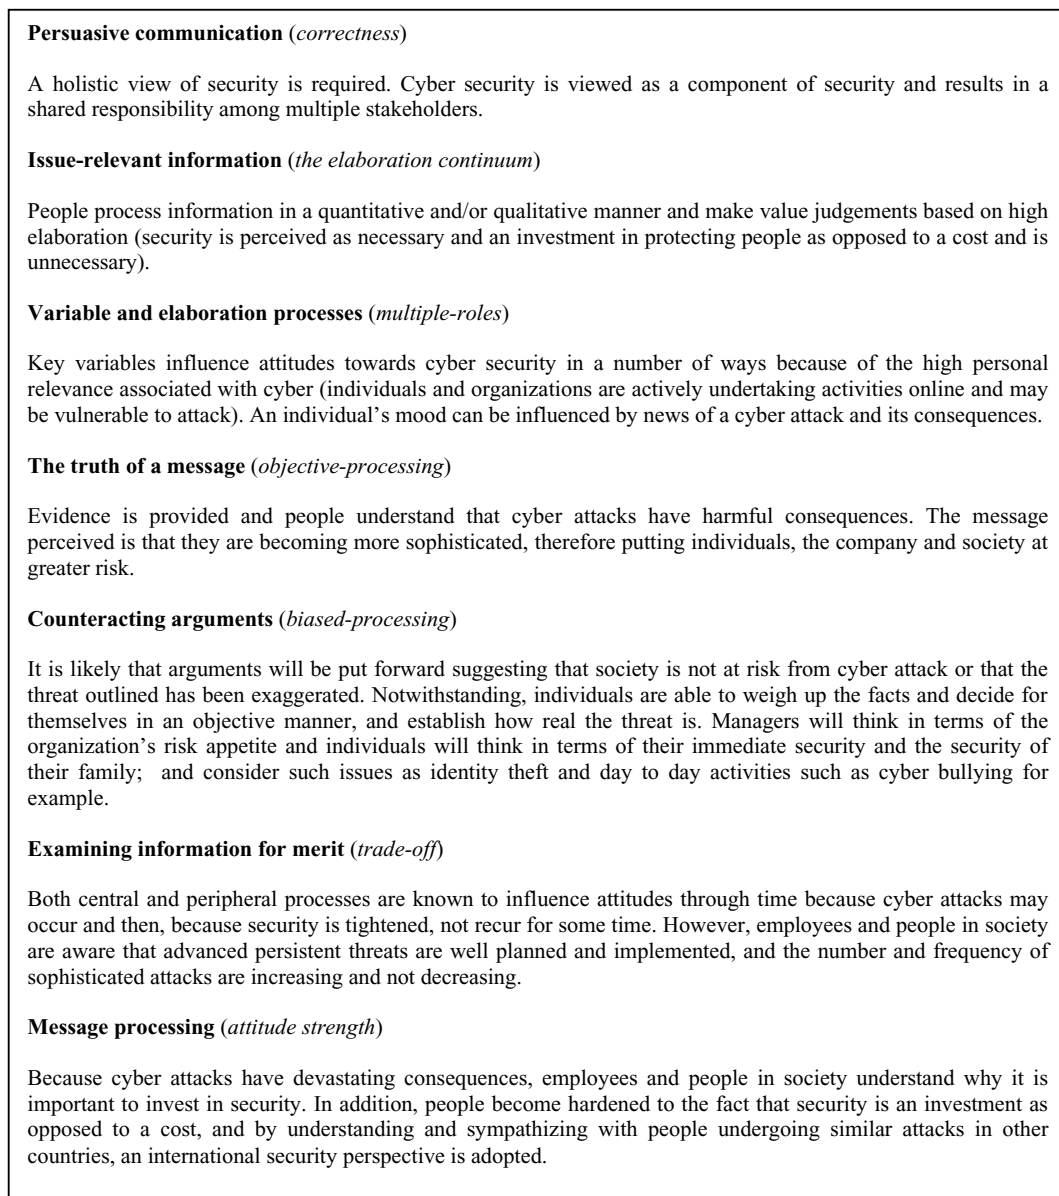 Persuasive communication (correctness)
A holistic view of security is required. Cyber security is viewed as a component of security and results in a
shared responsibility among multiple stakeholders.
Issue-relevant information (the elaboration continuum)
People process information in a quantitative and/or qualitative manner and make value judgements based on high
elaboration (security is perceived as necessary and an investment in protecting people as opposed to a cost and is
unnecessary).
Variable and elaboration processes (multiple-roles)
Key variables influence attitudes towards cyber security in a number of ways because of the high personal
relevance associated with cyber (individuals and organizations are actively undertaking activities online and may
be vulnerable to attack). An individual’s mood can be influenced by news of a cyber attack and its consequences.
The truth of a message (objective-processing)
Evidence is provided and people understand that cyber attacks have harmful consequences. The message
perceived is that they are becoming more sophisticated, therefore putting individuals, the company and society at
greater risk.
Counteracting arguments (biased-processing)
It is likely that arguments will be put forward suggesting that society is not at risk from cyber attack or that the
threat outlined has been exaggerated. Notwithstanding, individuals are able to weigh up the facts and decide for
themselves in an objective manner, and establish how real the threat is. Managers will think in terms of the
organization’s risk appetite and individuals will think in terms of their immediate security and the security of
their family; and consider such issues as identity theft and day to day activities such as cyber bullying for
example.
Examining information for merit (trade-off)
Both central and peripheral processes are known to influence attitudes through time because cyber attacks may
occur and then, because security is tightened, not recur for some time. However, employees and people in society
are aware that advanced persistent threats are well planned and implemented, and the number and frequency of
sophisticated attacks are increasing and not decreasing.
Message processing (attitude strength)
Because cyber attacks have devastating consequences, employees and people in society understand why it is
important to invest in security. In addition, people become hardened to the fact that security is an investment as
opposed to a cost, and by understanding and sympathizing with people undergoing similar attacks in other
countries, an international security perspective is adopted.